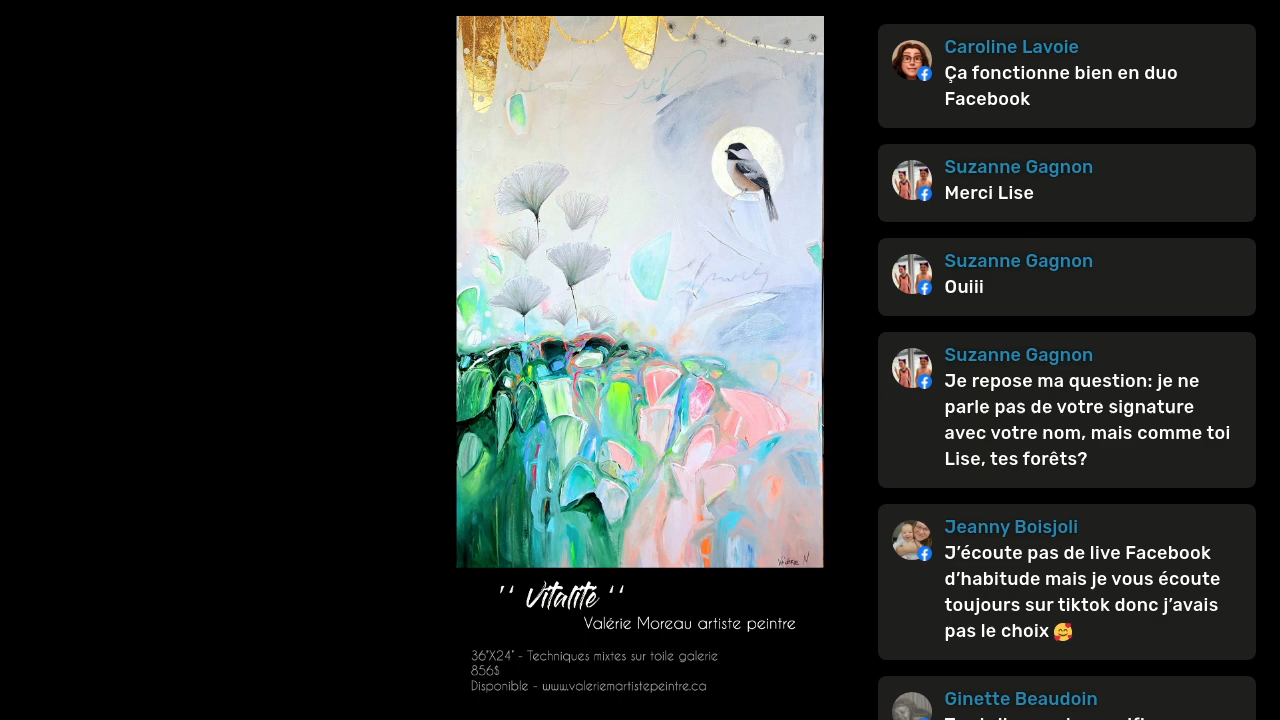 '' Vitalité ''
Valérie Moreau artiste peintre
36"X24" - Techniques mixtes sur toile galerie
856$
Disponible - www.valeriemartistepeintre.ca
Caroline Lavoie
Ça fonctionne bien en duo
Facebook
Suzanne Gagnon
Merci Lise
Suzanne Gagnon
Ouiii
Suzanne Gagnon
Je repose ma question: je ne
parle pas de votre signature
avec votre nom, mais comme toi
Lise, tes forêts?
Jeanny Boisjoli
J’écoute pas de live Facebook
d’habitude mais je vous écoute
toujours sur tiktok donc j’avais
pas le choix 🥰
Ginette Beaudoin